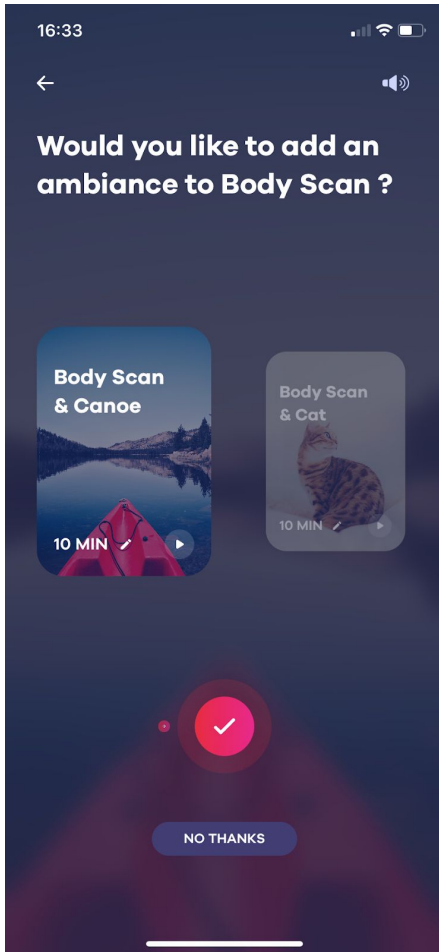 16:33
Would you like to add an
ambiance to Body Scan ?
Body Scan
& Canoe
10 MIN
Body Scan
& Cat
10 MIN
NO THANKS